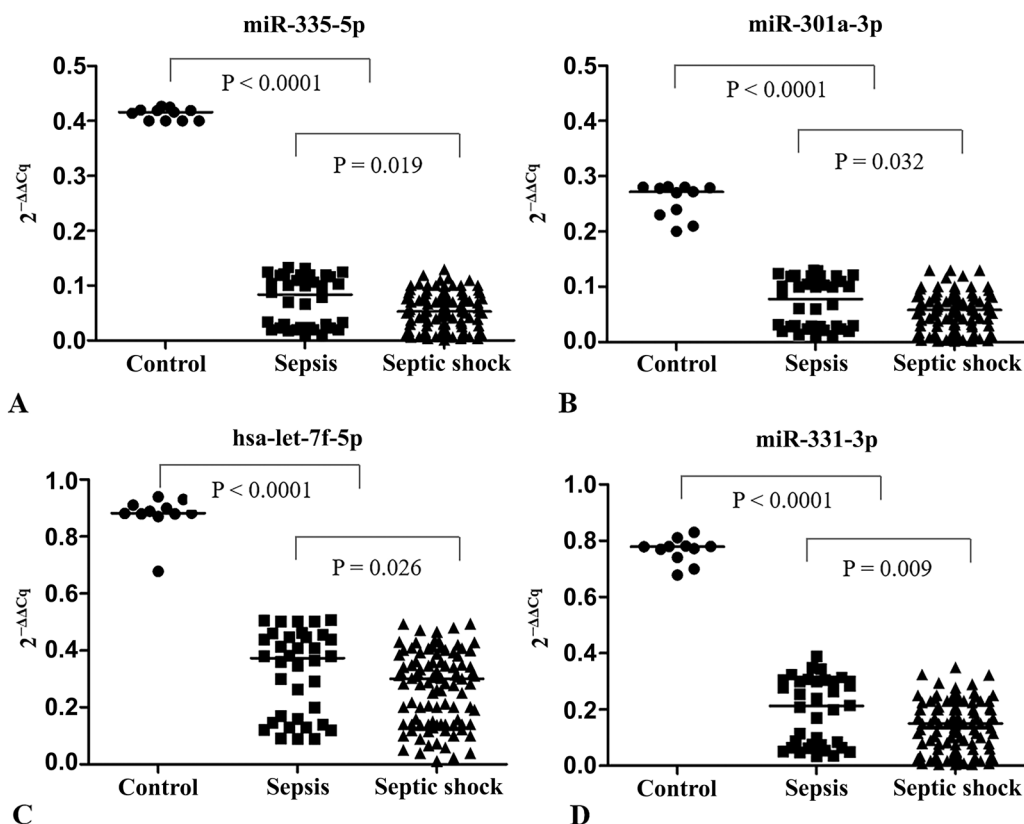 miR-335-5p
0.5
0.4
0.3
0.2
0.1
0.0
2^−ΔΔCq
P < 0.0001
P = 0.019
Control Sepsis Septic shock
A
miR-301a-3p
0.5
0.4
0.3
0.2
0.1
0.0
2^−ΔΔCq
P < 0.0001
P = 0.032
Control Sepsis Septic shock
B
hsa-let-7f-5p
1.0
0.8
0.6
0.4
0.2
0.0
2^−ΔΔCq
P < 0.0001
P = 0.026
Control Sepsis Septic shock
C
miR-331-3p
1.0
0.8
0.6
0.4
0.2
0.0
2^−ΔΔCq
P < 0.0001
P = 0.009
Control Sepsis Septic shock
D